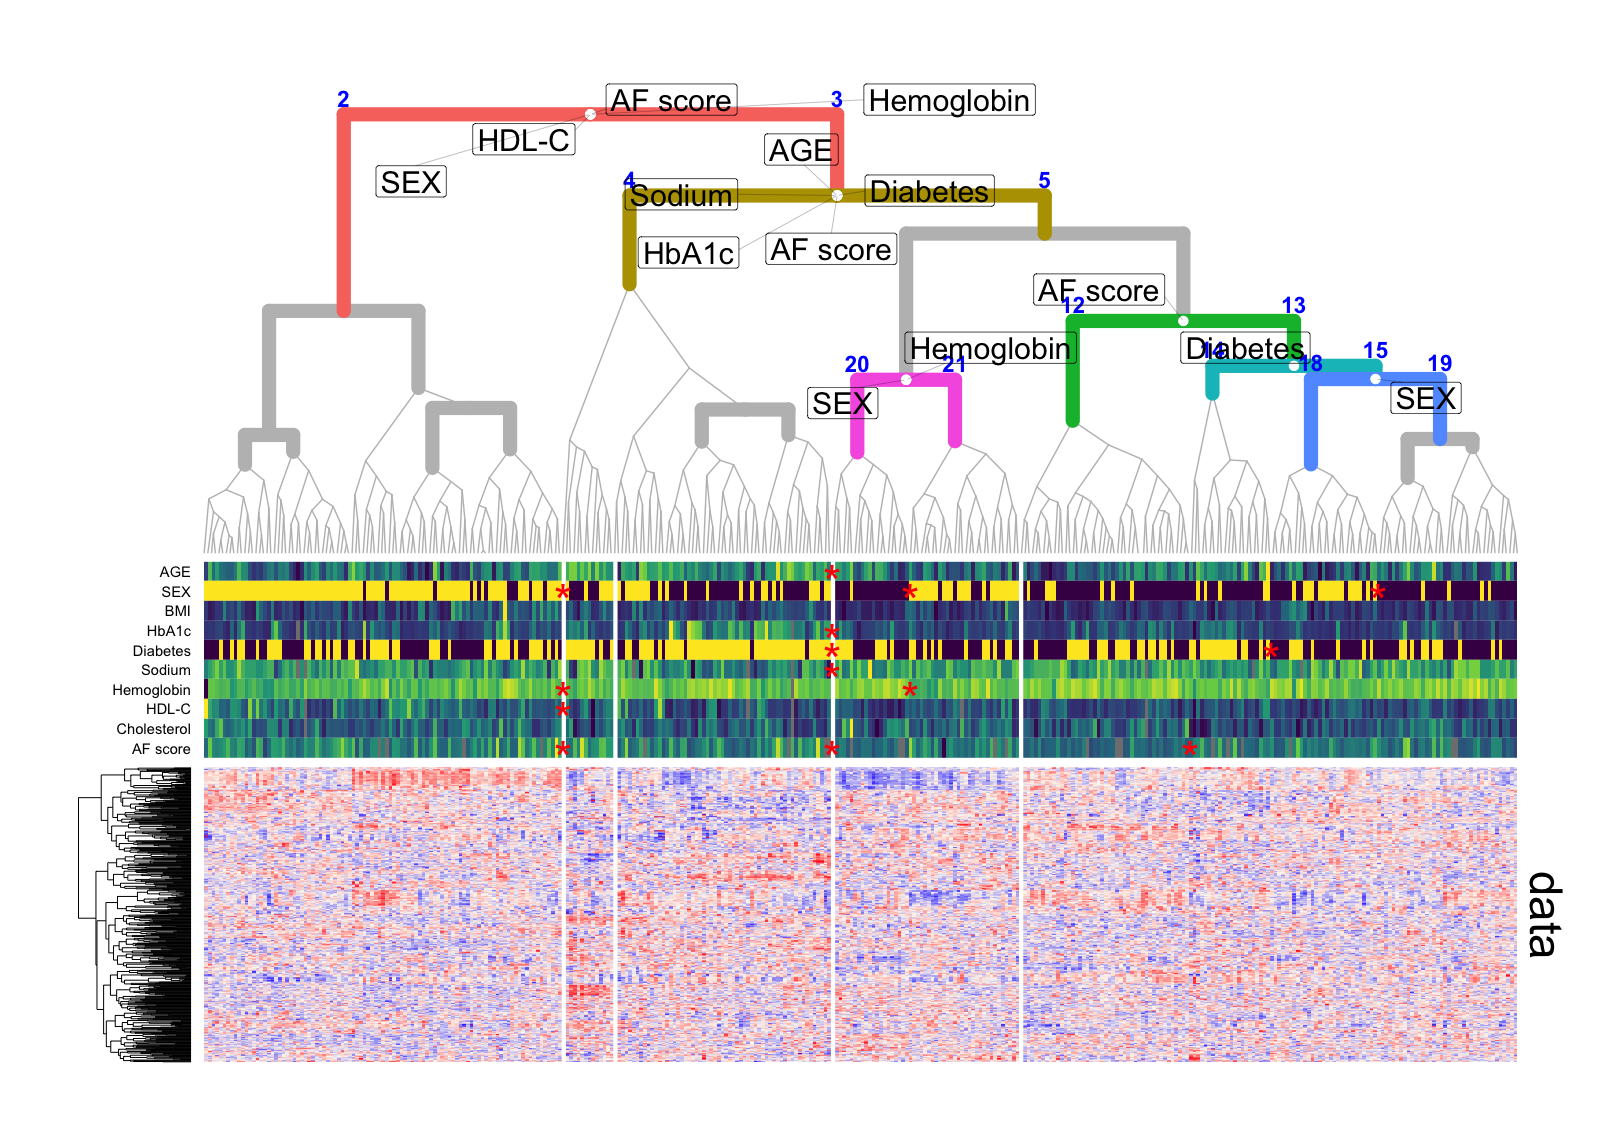 2
AF score
3
Hemoglobin
HDL-C
AGE
SEX
4
Sodium
Diabetes
5
HbA1c
AF score
AF score
12
13
Hemoglobin
Diabetes
14
15
20
21
18
19
SEX
SEX
AGE
SEX
BMI
HbA1c
Diabetes
Sodium
Hemoglobin
HDL-C
Cholesterol
AF score
data